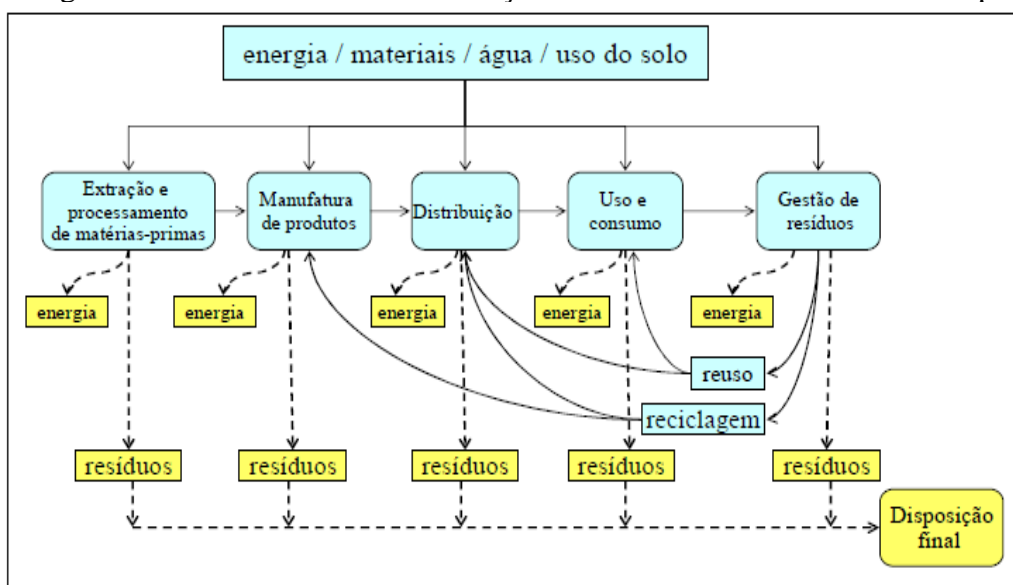 energia / materiais / água / uso do solo
Extração e
processamento
de matérias-primas
Manufatura
de produtos
Distribuição
Uso e
consumo
Gestão de
resíduos
energia
energia
energia
energia
energia
reuso
reciclagem
resíduos
resíduos
resíduos
resíduos
resíduos
Disposição
final